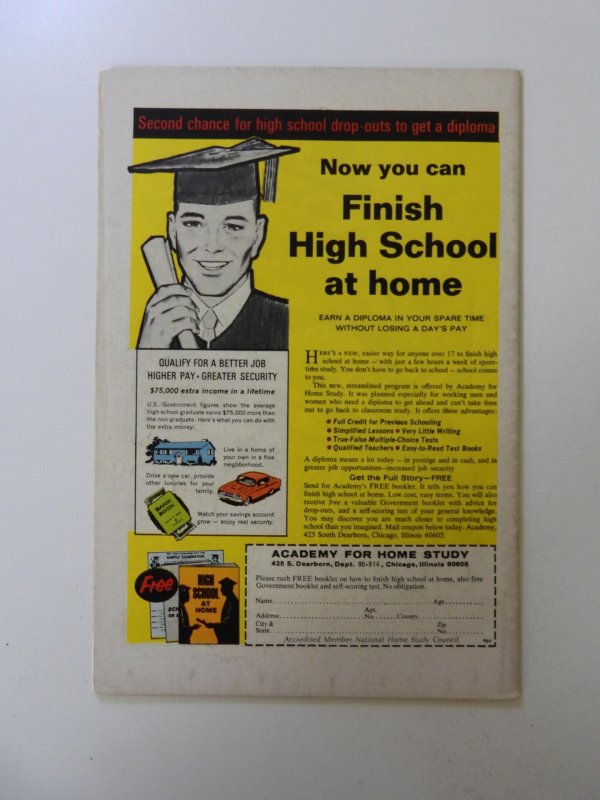 Second chance for high school drop-outs to get a diploma
Now you can
Finish
High School
at home
EARN A DIPLOMA IN YOUR SPARE TIME
WITHOUT LOSING A DAY'S PAY
HERE'S A NEW, easier way for anyone over 17 to finish high
school at home — with just a few hours a week of spare-
time study. You don't have to go back to school — school comes
to you.
This new, streamlined program is offered by Academy for
Home Study. It was planned especially for working men and
women who need a diploma to get ahead and can't take time
out to go back to classroom study. It offers these advantages:
• Full Credit for Previous Schooling
• Simplified Lessons • Very Little Writing
• True-False Multiple-Choice Tests
• Qualified Teachers • Easy-to-Read Text Books
A diploma means a lot today — in prestige and in cash, and in
greater job opportunities—increased job security
Get the Full Story—FREE
Send for Academy's FREE booklet. It tells you how you can
finish high school at home. Low cost, easy terms. You will also
receive free a valuable Government booklet with advice for
drop-outs, and a self-scoring test of your general knowledge.
You may discover you are much closer to completing high
school than you imagined. Mail coupon below today. Academy,
425 South Dearborn, Chicago, Illinois 60605.
QUALIFY FOR A BETTER JOB
HIGHER PAY • GREATER SECURITY
$75,000 extra income in a lifetime
U.S. Government figures show the average
high school graduate earns $75,000 more than
the non-graduate. Here's what you can do with
the extra money:
Live in a home of
your own in a fine
neighborhood.
Drive a new car, provide
other luxuries for your
family.
BANK
BOOK
Watch your savings account
grow — enjoy real security.
Free
SAMPLE EXAMINATION
HIGH
SCHOOL
AT
HOME
ACADEMY FOR HOME STUDY
425 S. Dearborn, Dept. 90-914, Chicago, Illinois 60605
Please rush FREE booklet on how to finish high school at home, also free
Government booklet and self-scoring test. No obligation.
Name Age
Apt.
Address No. County
City & Zip
State No.
Accredited Member National Home Study Council